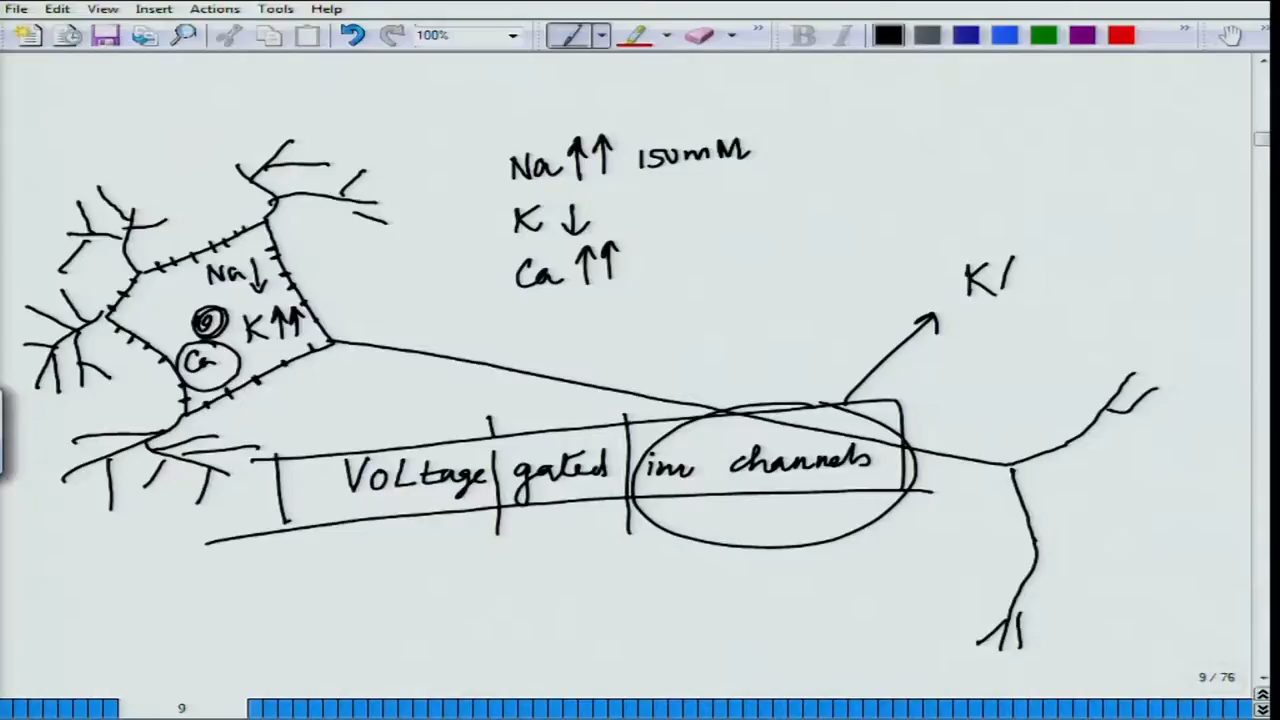 File Edit View Insert Actions Tools Help
100%
B I
Na ↑↑ 150mM
K ↓
Ca ↑↑
Na ↓
K ↑↑
Ca
K/
Voltage gated ion channels
9 / 76
9